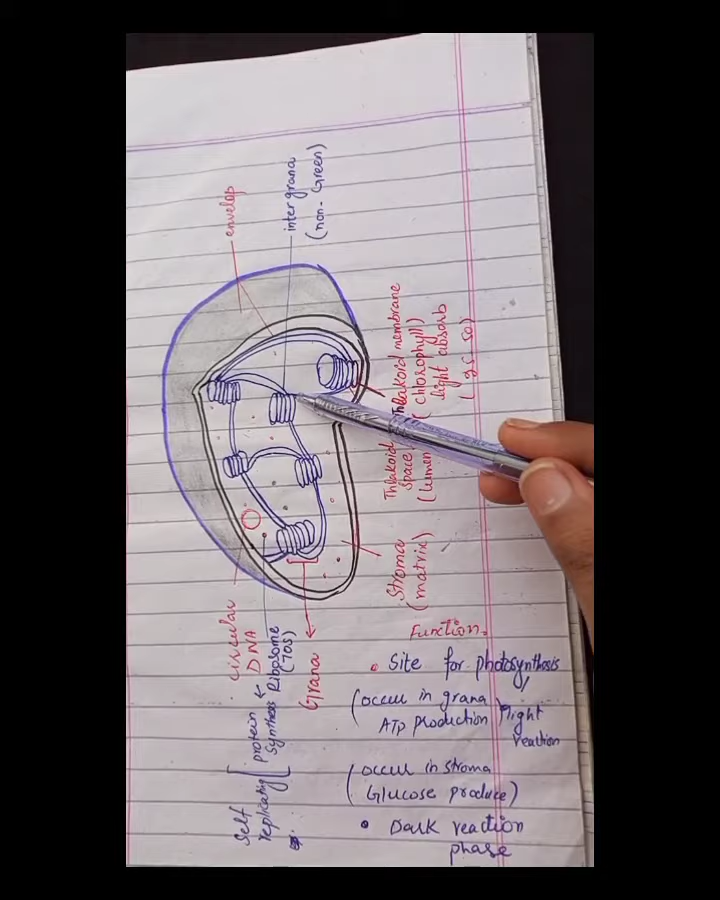 envelop
inter grana
(non-Green)
Thlakoid membrane
(chlorophyll)
light absorb
Thlakoid
space
(lumen
Stroma
(matrix)
circular
DNA
Ribosome
(70S)
Grana
protein
synthesis
Self
replicating
Function.
• Site for photosynthesis
(occur in grana
ATP production) light
reaction
(occur in stroma
Glucose produce)
• Dark reaction
phase